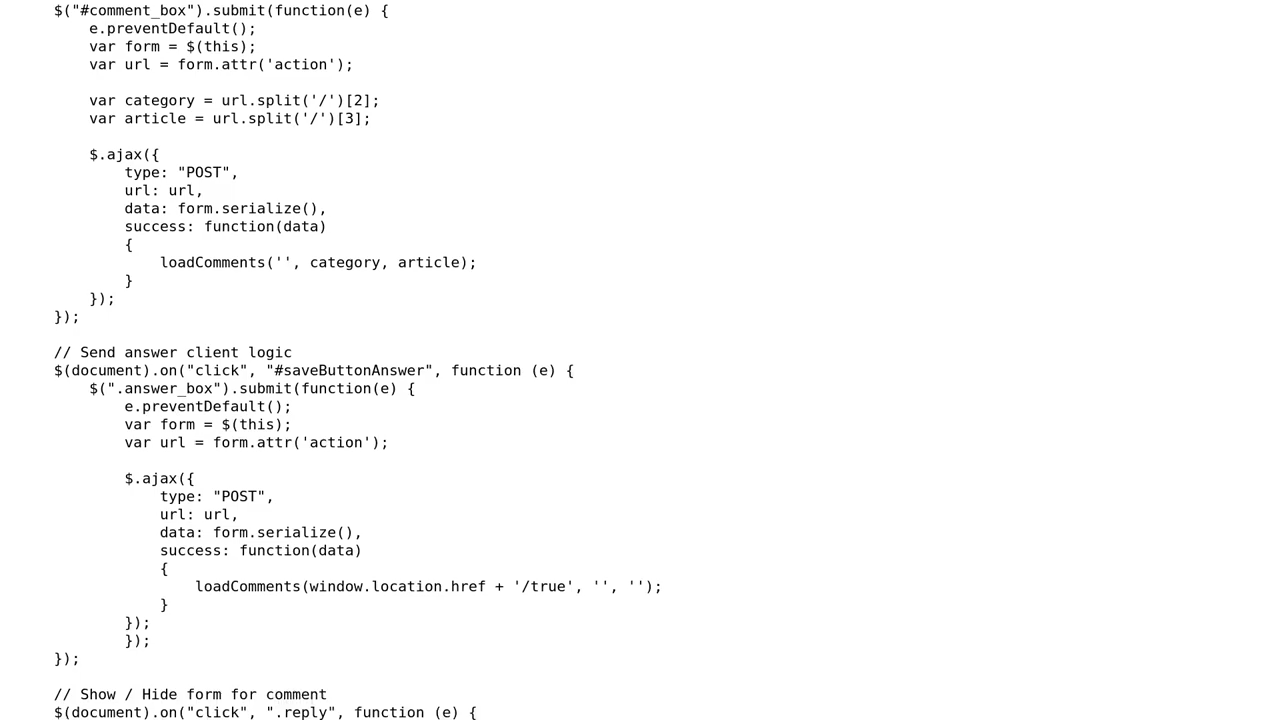 $("#comment_box").submit(function(e) {
    e.preventDefault();
    var form = $(this);
    var url = form.attr('action');

    var category = url.split('/')[2];
    var article = url.split('/')[3];

    $.ajax({
        type: "POST",
        url: url,
        data: form.serialize(),
        success: function(data)
        {
            loadComments('', category, article);
        }
    });
});

// Send answer client logic
$(document).on("click", "#saveButtonAnswer", function (e) {
    $(".answer_box").submit(function(e) {
        e.preventDefault();
        var form = $(this);
        var url = form.attr('action');

        $.ajax({
            type: "POST",
            url: url,
            data: form.serialize(),
            success: function(data)
            {
                loadComments(window.location.href + '/true', '', '');
            }
        });
        });
});

// Show / Hide form for comment
$(document).on("click", ".reply", function (e) {